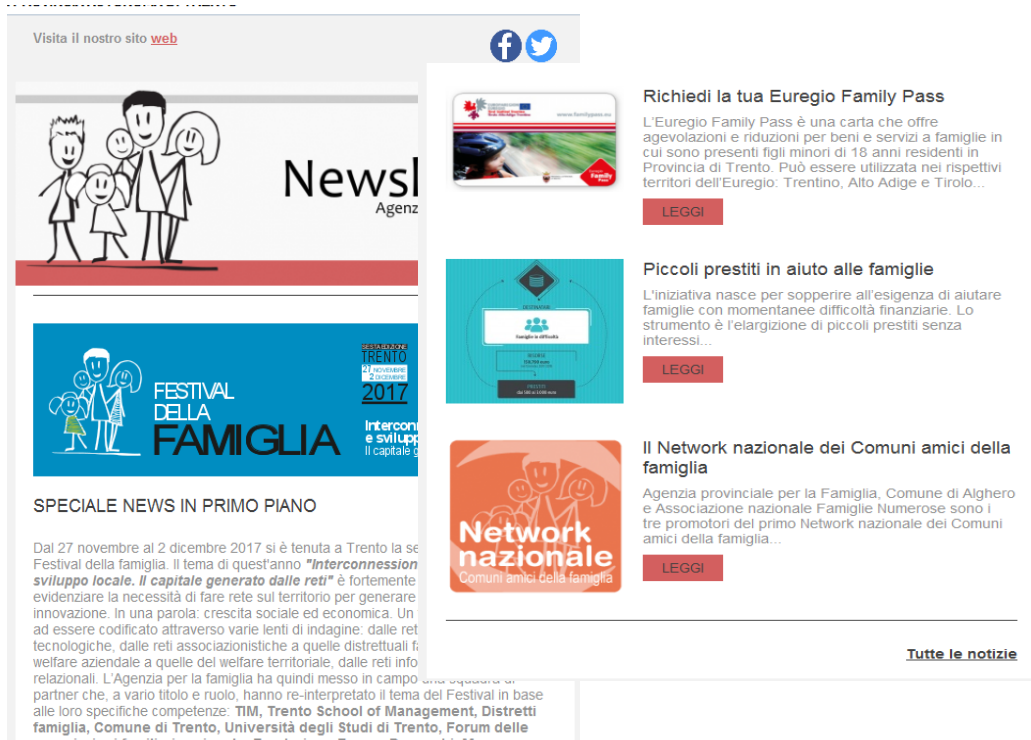 Visita il nostro sito web
Newsl
Agenz
FESTIVAL
DELLA
FAMIGLIA
SESTA EDIZIONE
TRENTO
27 NOVEMBRE
2 DICEMBRE
2017
Intercon
e svilupp
Il capitale g
SPECIALE NEWS IN PRIMO PIANO
Dal 27 novembre al 2 dicembre 2017 si è tenuta a Trento la se
Festival della famiglia. Il tema di quest'anno "Interconnession
sviluppo locale. Il capitale generato dalle reti" è fortemente
evidenziare la necessità di fare rete sul territorio per generare
innovazione. In una parola: crescita sociale ed economica. Un
ad essere codificato attraverso varie lenti di indagine: dalle ret
tecnologiche, dalle reti associazionistiche a quelle distrettuali fa
welfare aziendale a quelle del welfare territoriale, dalle reti info
relazionali. L'Agenzia per la famiglia ha quindi messo in campo una squadra di
partner che, a vario titolo e ruolo, hanno re-interpretato il tema del Festival in base
alle loro specifiche competenze: TIM, Trento School of Management, Distretti
famiglia, Comune di Trento, Università degli Studi di Trento, Forum delle
www.familypass.eu
Family
Pass
Richiedi la tua Euregio Family Pass
L'Euregio Family Pass è una carta che offre
agevolazioni e riduzioni per beni e servizi a famiglie in
cui sono presenti figli minori di 18 anni residenti in
Provincia di Trento. Può essere utilizzata nei rispettivi
territori dell'Euregio: Trentino, Alto Adige e Tirolo...
LEGGI
Famiglie in difficoltà
Piccoli prestiti in aiuto alle famiglie
L'iniziativa nasce per sopperire all'esigenza di aiutare
famiglie con momentanee difficoltà finanziarie. Lo
strumento è l'elargizione di piccoli prestiti senza
interessi...
LEGGI
Network
nazionale
Comuni amici della famiglia
Il Network nazionale dei Comuni amici della
famiglia
Agenzia provinciale per la Famiglia, Comune di Alghero
e Associazione nazionale Famiglie Numerose sono i
tre promotori del primo Network nazionale dei Comuni
amici della famiglia...
LEGGI
Tutte le notizie